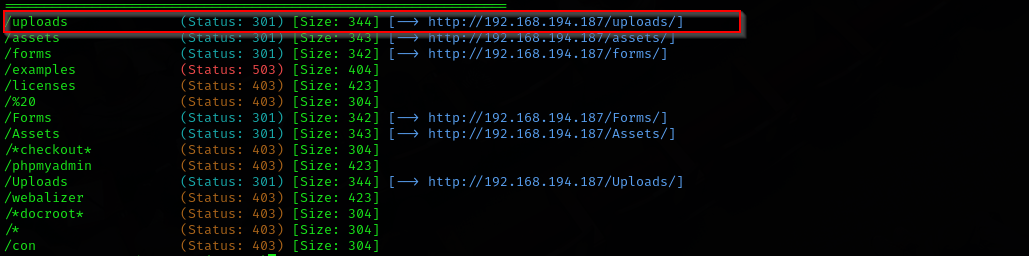 /uploads (Status: 301) [Size: 344] [--> http://192.168.194.187/uploads/]
/assets (Status: 301) [Size: 343] [--> http://192.168.194.187/assets/]
/forms (Status: 301) [Size: 342] [--> http://192.168.194.187/forms/]
/examples (Status: 503) [Size: 404]
/licenses (Status: 403) [Size: 423]
/%20 (Status: 403) [Size: 304]
/Forms (Status: 301) [Size: 342] [--> http://192.168.194.187/Forms/]
/Assets (Status: 301) [Size: 343] [--> http://192.168.194.187/Assets/]
/*checkout* (Status: 403) [Size: 304]
/phpmyadmin (Status: 403) [Size: 423]
/Uploads (Status: 301) [Size: 344] [--> http://192.168.194.187/Uploads/]
/webalizer (Status: 403) [Size: 423]
/*docroot* (Status: 403) [Size: 304]
/* (Status: 403) [Size: 304]
/con (Status: 403) [Size: 304]